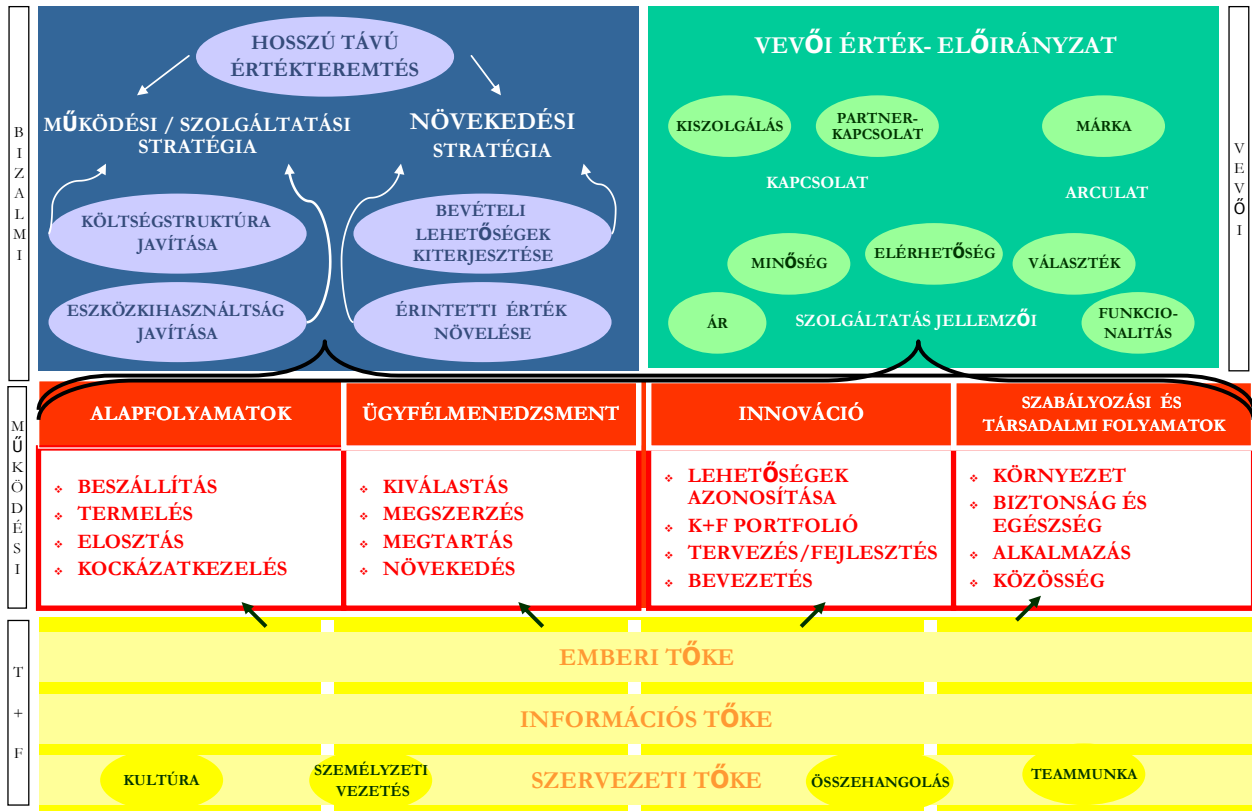 BIZALMI
HOSSZÚ TÁVÚ
ÉRTÉKTEREMTÉS
MŰKÖDÉSI / SZOLGÁLTATÁSI
STRATÉGIA
NÖVEKEDÉSI
STRATÉGIA
KÖLTSÉGSTRUKTÚRA
JAVÍTÁSA
BEVÉTELI
LEHETŐSÉGEK
KITERJESZTÉSE
ESZKÖZKIHASZNÁLTSÁG
JAVÍTÁSA
ÉRINTETTI ÉRTÉK
NÖVELÉSE
VEVŐI ÉRTÉK- ELŐIRÁNYZAT
KISZOLGÁLÁS
PARTNER-
KAPCSOLAT
MÁRKA
KAPCSOLAT
ARCULAT
MINŐSÉG
ELÉRHETŐSÉG
VÁLASZTÉK
ÁR
SZOLGÁLTATÁS JELLEMZŐI
FUNKCIO-
NALITÁS
VEVŐI
MŰKÖDÉSI
ALAPFOLYAMATOK
❖ BESZÁLLÍTÁS
❖ TERMELÉS
❖ ELOSZTÁS
❖ KOCKÁZATKEZELÉS
ÜGYFÉLMENEDZSMENT
❖ KIVÁLASTÁS
❖ MEGSZERZÉS
❖ MEGTARTÁS
❖ NÖVEKEDÉS
INNOVÁCIÓ
❖ LEHETŐSÉGEK
AZONOSÍTÁSA
❖ K+F PORTFOLIÓ
❖ TERVEZÉS/FEJLESZTÉS
❖ BEVEZETÉS
SZABÁLYOZÁSI ÉS
TÁRSADALMI FOLYAMATOK
❖ KÖRNYEZET
❖ BIZTONSÁG ÉS
EGÉSZSÉG
❖ ALKALMAZÁS
❖ KÖZÖSSÉG
T + F
EMBERI TŐKE
INFORMÁCIÓS TŐKE
KULTÚRA
SZEMÉLYZETI
VEZETÉS
SZERVEZETI TŐKE
ÖSSZEHANGOLÁS
TEAMMUNKA